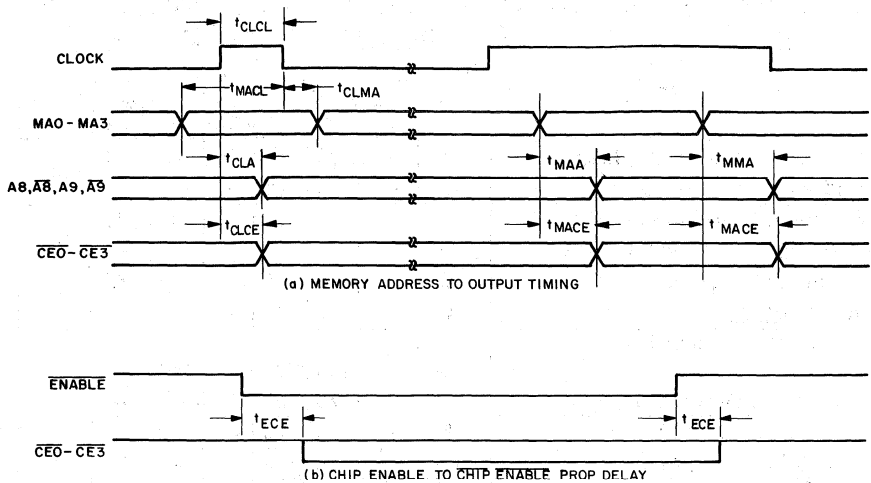 tCLCL
CLOCK
tMACL
tCLMA
MA0-MA3
tCLA
tMAA
tMMA
A8,A̅8̅,A9,A̅9̅
tCLCE
tMACE
tMACE
C̅E̅0̅-C̅E̅3̅
(a) MEMORY ADDRESS TO OUTPUT TIMING
E̅N̅A̅B̅L̅E̅
tECE
tECE
C̅E̅0̅-C̅E̅3̅
(b) CHIP ENABLE TO C̅H̅I̅P̅ E̅N̅A̅B̅L̅E̅ PROP DELAY